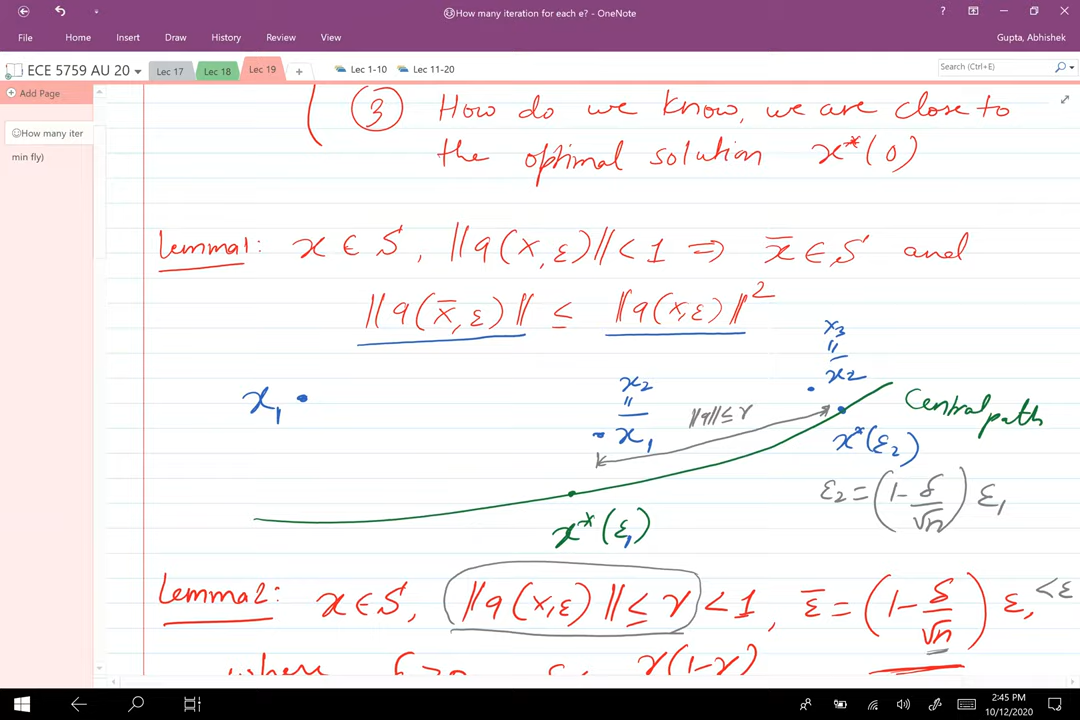 ☺How many iteration for each e? - OneNote
File Home Insert Draw History Review View
Gupta, Abhishek
ECE 5759 AU 20 Lec 17 Lec 18 Lec 19 + Lec 1-10 Lec 11-20
Search (Ctrl+E)
Add Page
☺How many iter
min fly)
③ How do we know, we are close to
the optimal solution x*(0)
Lemma1: x ∈ S, ||q(x, ε)|| < 1 ⇒ x̄ ∈ S and
||q(x̄, ε)|| ≤ ||q(x, ε)||²
x₃
=
x̄₂
x₂
=
x̄₁
x₁
||q|| ≤ γ
Central path
x*(ε₂)
ε₂ = (1 - δ/√n) ε₁
x*(ε₁)
Lemma2: x ∈ S, ||q(x, ε)|| ≤ γ < 1, ε̄ = (1 - δ/√n) ε, < ε
where γ(1-γ)
2:45 PM
10/12/2020